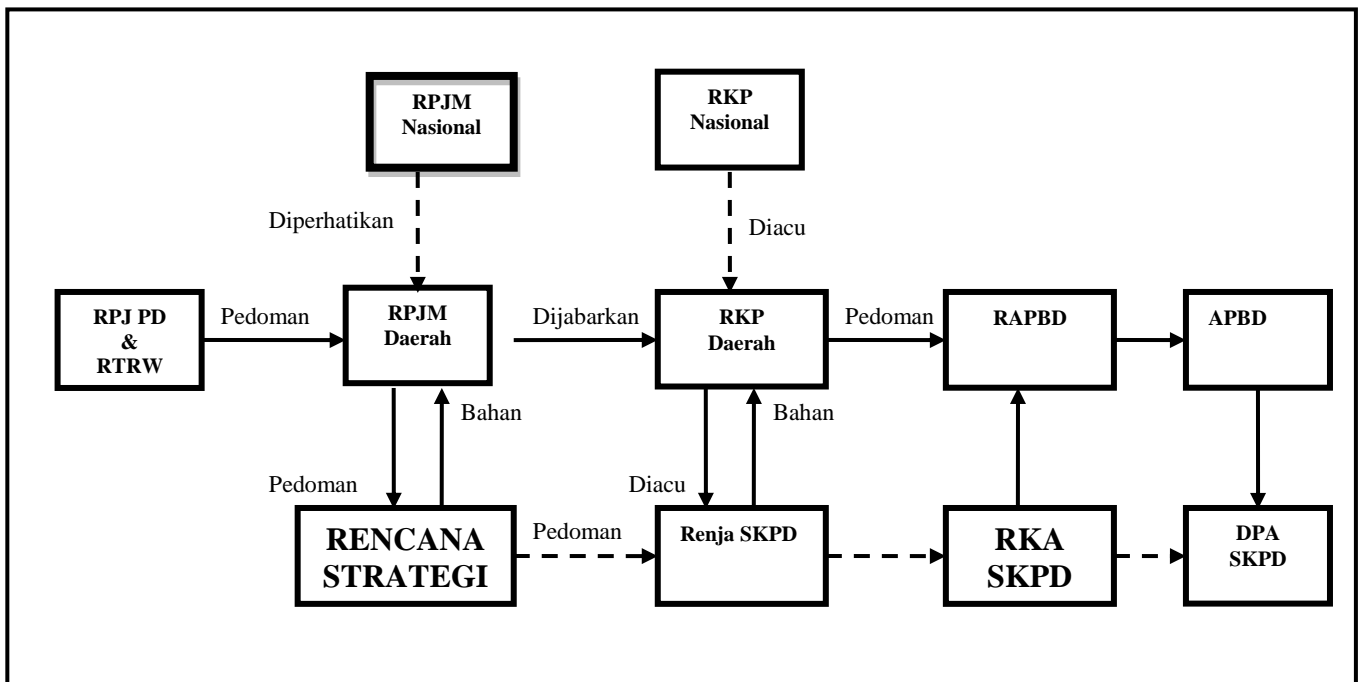 RPJM
Nasional
RKP
Nasional
Diperhatikan
Diacu
RPJ PD
&
RTRW
Pedoman
RPJM
Daerah
Dijabarkan
RKP
Daerah
Pedoman
RAPBD
APBD
Bahan
Bahan
Pedoman
Diacu
RENCANA
STRATEGI
Pedoman
Renja SKPD
RKA
SKPD
DPA
SKPD